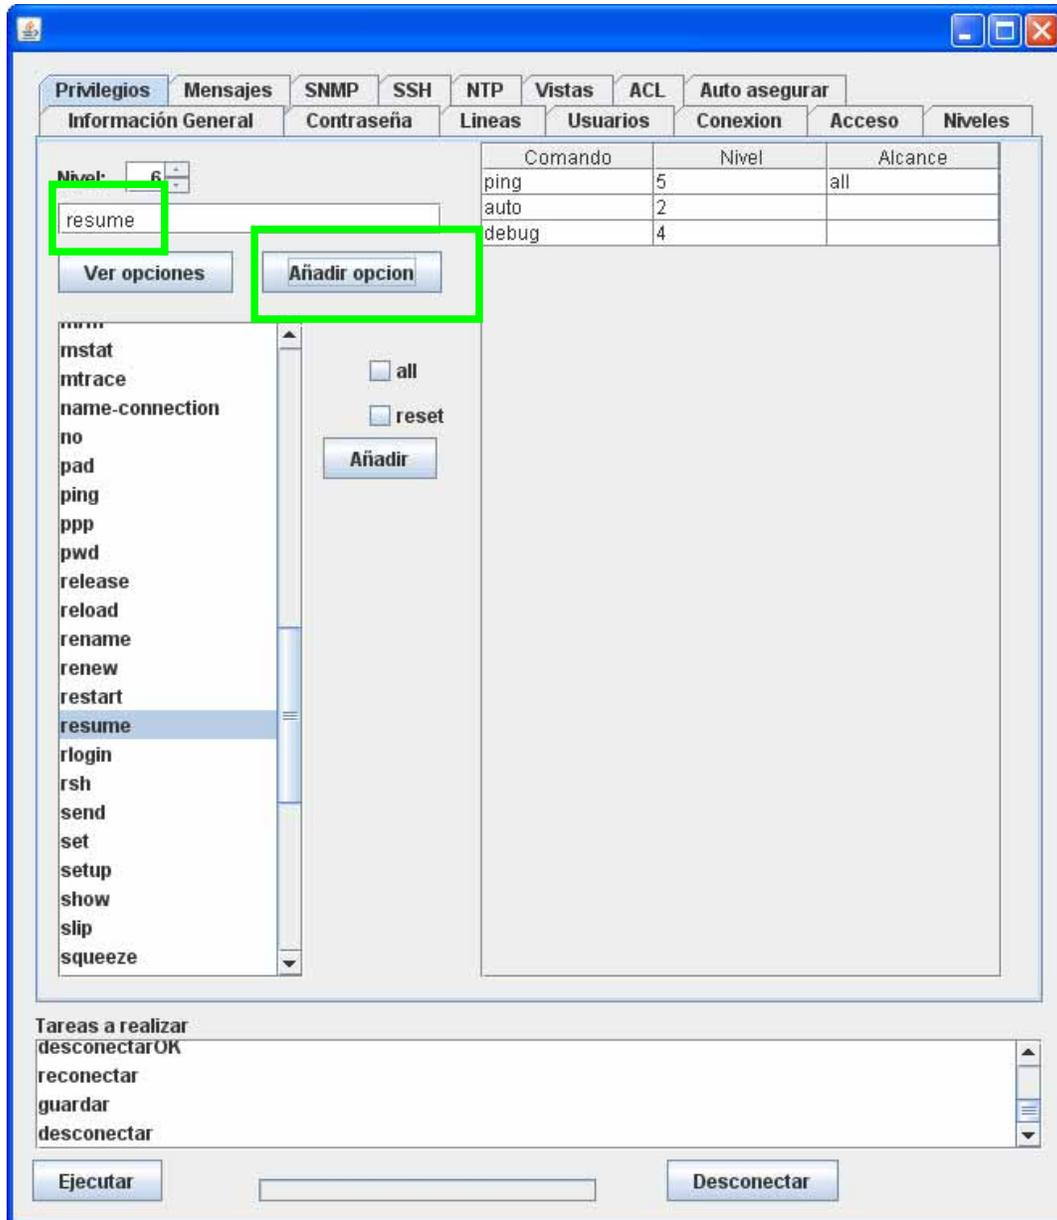 Privilegios Mensajes SNMP SSH NTP Vistas ACL Auto asegurar
Información General Contraseña Lineas Usuarios Conexion Acceso Niveles
Nivel: 6
resume
Ver opciones Añadir opcion
mrm
mstat
mtrace
name-connection
no
pad
ping
ppp
pwd
release
reload
rename
renew
restart
resume
rlogin
rsh
send
set
setup
show
slip
squeeze
all
reset
Añadir
Comando Nivel Alcance
ping 5 all
auto 2
debug 4
Tareas a realizar
desconectarOK
reconectar
guardar
desconectar
Ejecutar Desconectar